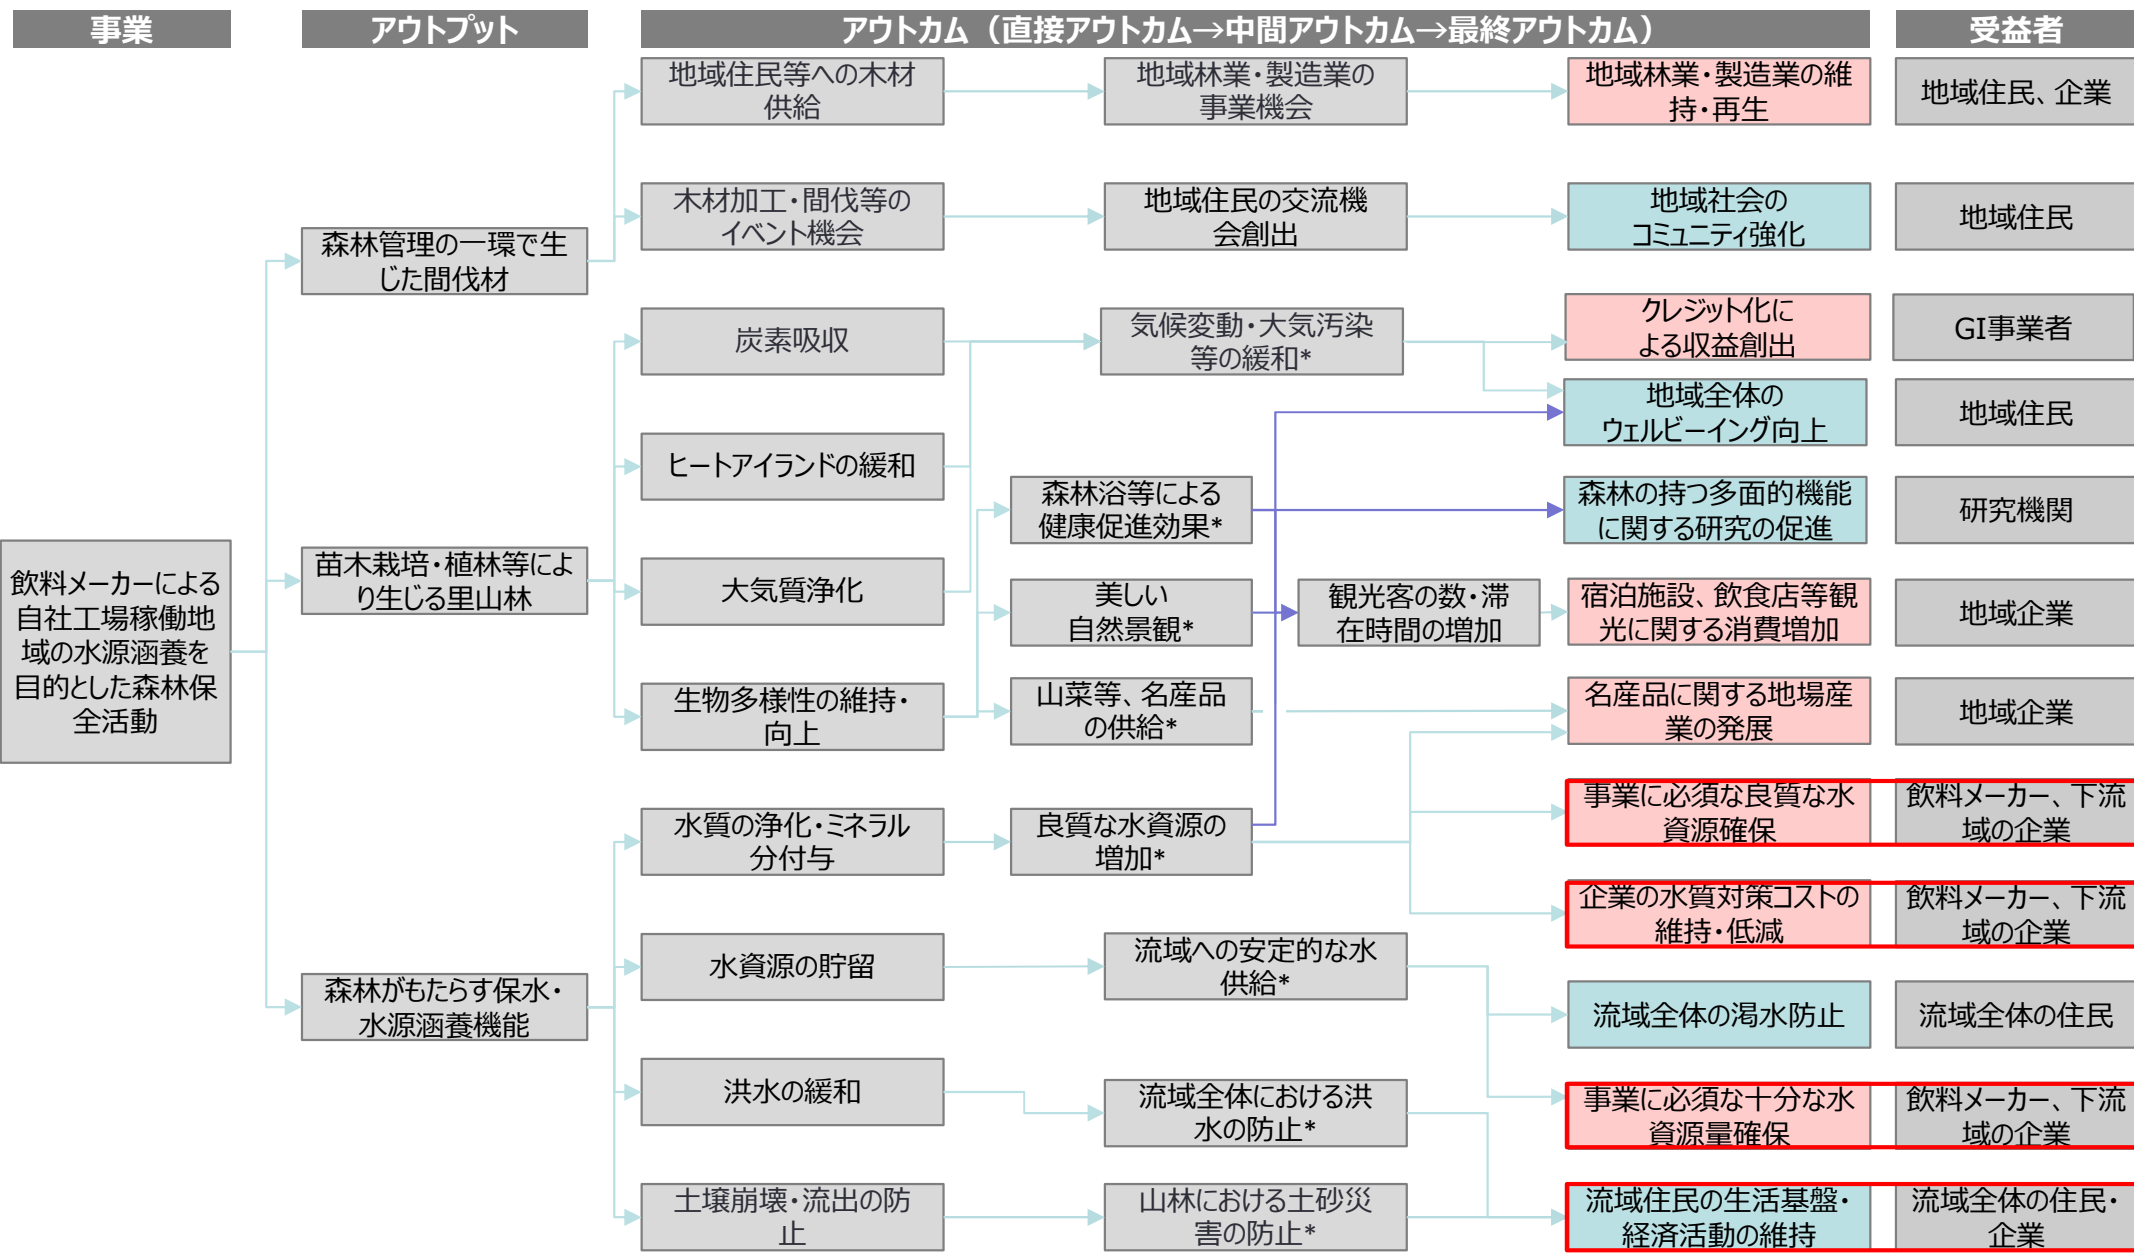 事業
アウトプット
アウトカム（直接アウトカム→中間アウトカム→最終アウトカム）
受益者
飲料メーカーによる
自社工場稼働地
域の水源涵養を
目的とした森林保
全活動
森林管理の一環で生
じた間伐材
苗木栽培・植林等によ
り生じる里山林
森林がもたらす保水・
水源涵養機能
地域住民等への木材
供給
地域林業・製造業の
事業機会
地域林業・製造業の維
持・再生
地域住民、企業
木材加工・間伐等の
イベント機会
地域住民の交流機
会創出
地域社会の
コミュニティ強化
地域住民
炭素吸収
気候変動・大気汚染
等の緩和*
クレジット化に
よる収益創出
GI事業者
地域全体の
ウェルビーイング向上
地域住民
ヒートアイランドの緩和
森林浴等による
健康促進効果*
森林の持つ多面的機能
に関する研究の促進
研究機関
大気質浄化
美しい
自然景観*
観光客の数・滞
在時間の増加
宿泊施設、飲食店等観
光に関する消費増加
地域企業
生物多様性の維持・
向上
山菜等、名産品
の供給*
名産品に関する地場産
業の発展
地域企業
水質の浄化・ミネラル
分付与
良質な水資源の
増加*
事業に必須な良質な水
資源確保
飲料メーカー、下流
域の企業
企業の水質対策コストの
維持・低減
飲料メーカー、下流
域の企業
水資源の貯留
流域への安定的な水
供給*
流域全体の渇水防止
流域全体の住民
洪水の緩和
流域全体における洪
水の防止*
事業に必須な十分な水
資源量確保
飲料メーカー、下流
域の企業
土壌崩壊・流出の防
止
山林における土砂災
害の防止*
流域住民の生活基盤・
経済活動の維持
流域全体の住民・
企業